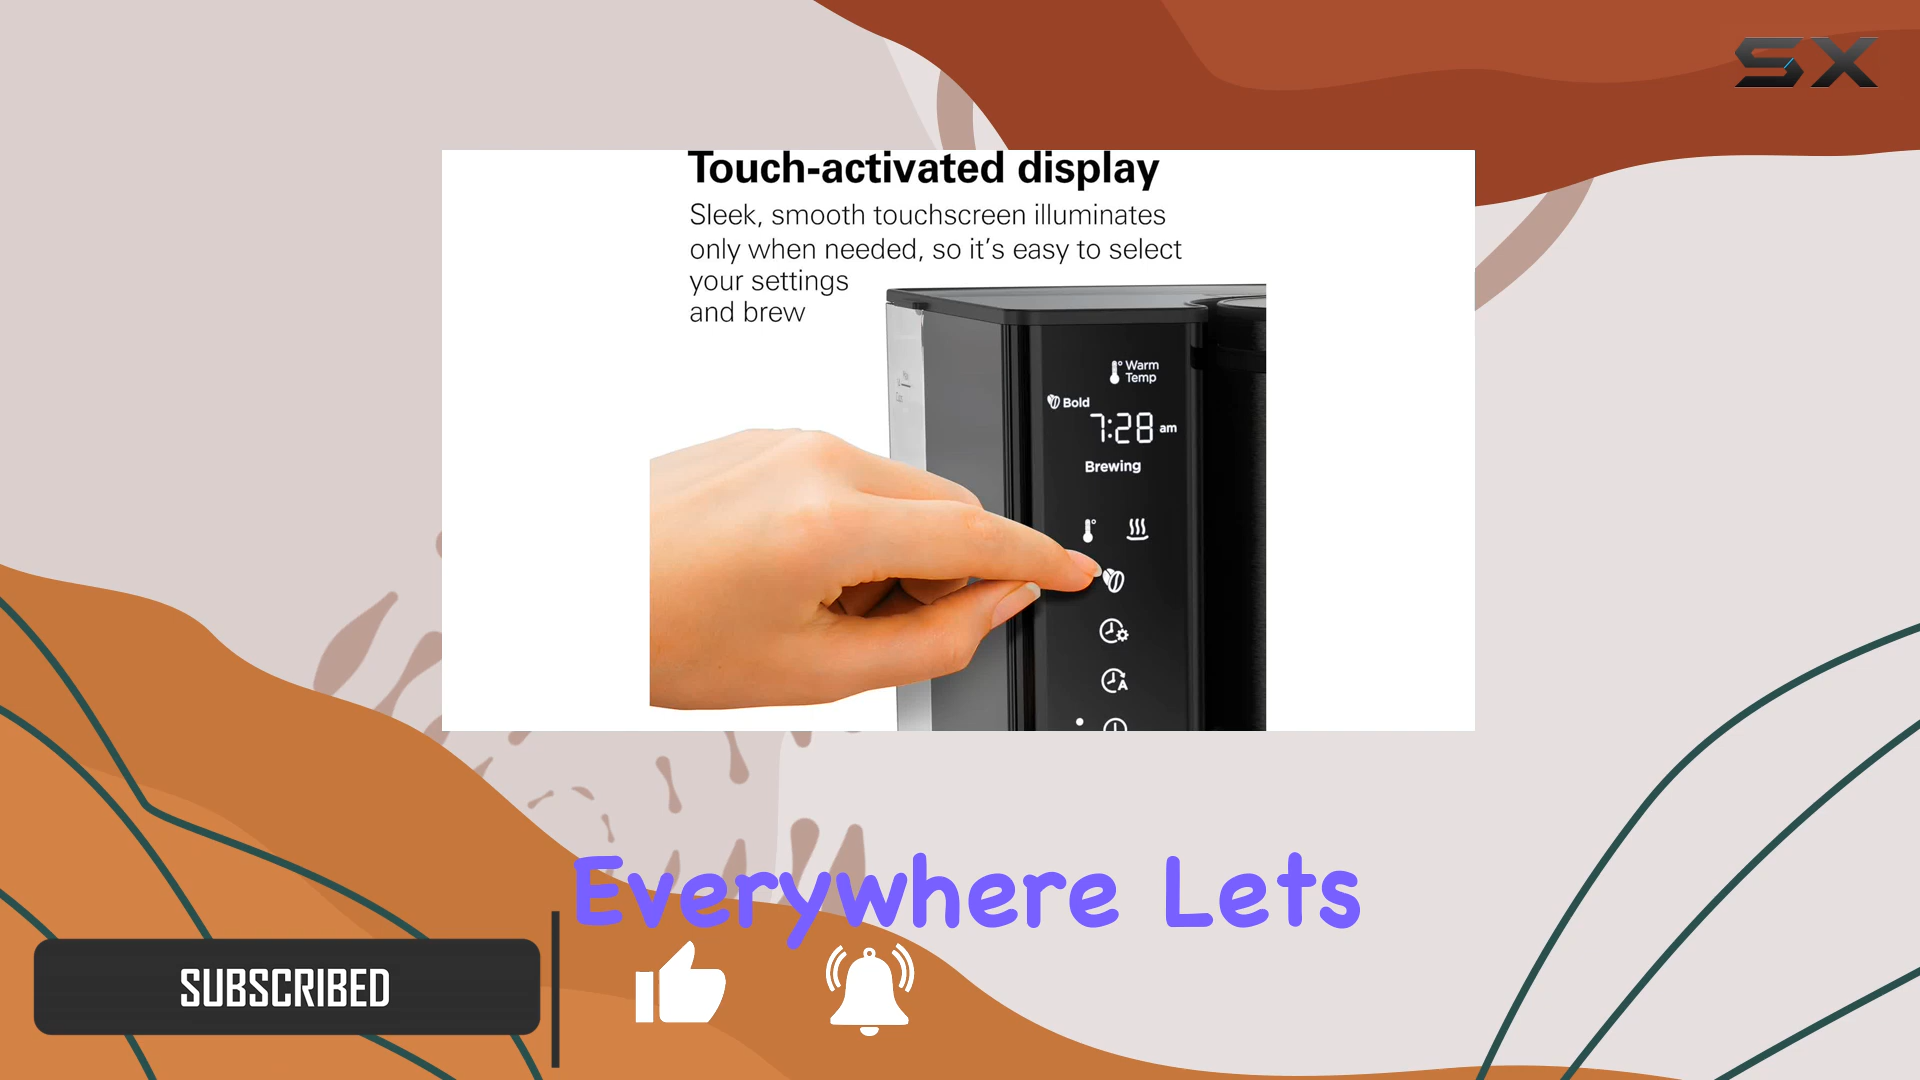 SX
Touch-activated display
Sleek, smooth touchscreen illuminates
only when needed, so it's easy to select
your settings
and brew
Warm
Temp
Bold
7:28 am
Brewing
Everywhere Lets
SUBSCRIBED